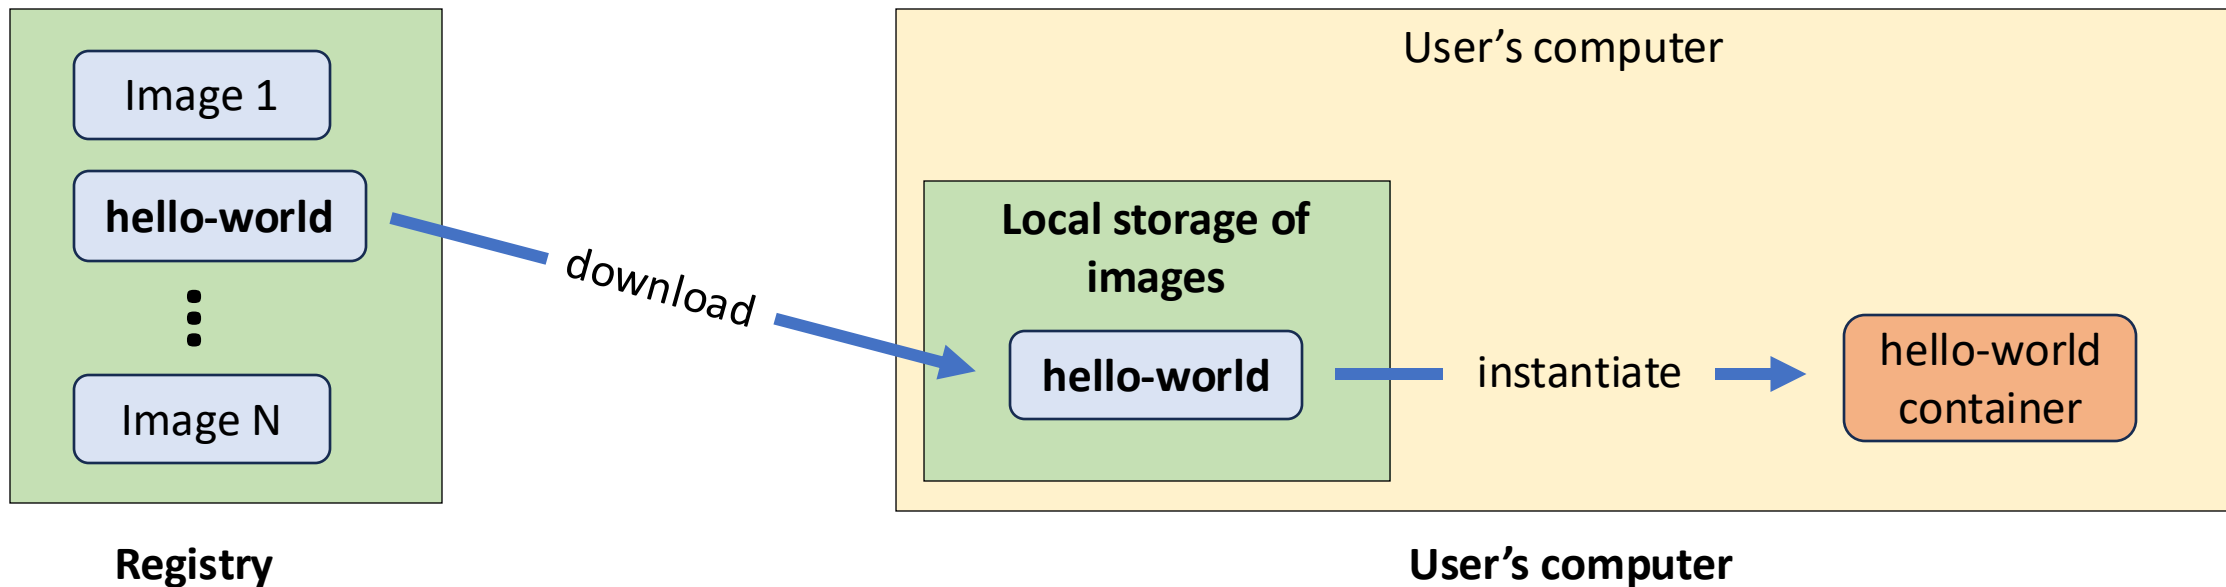 Image 1
hello-world
Image N
Registry
download
User’s computer
Local storage of
images
hello-world
instantiate
hello-world
container
User’s computer